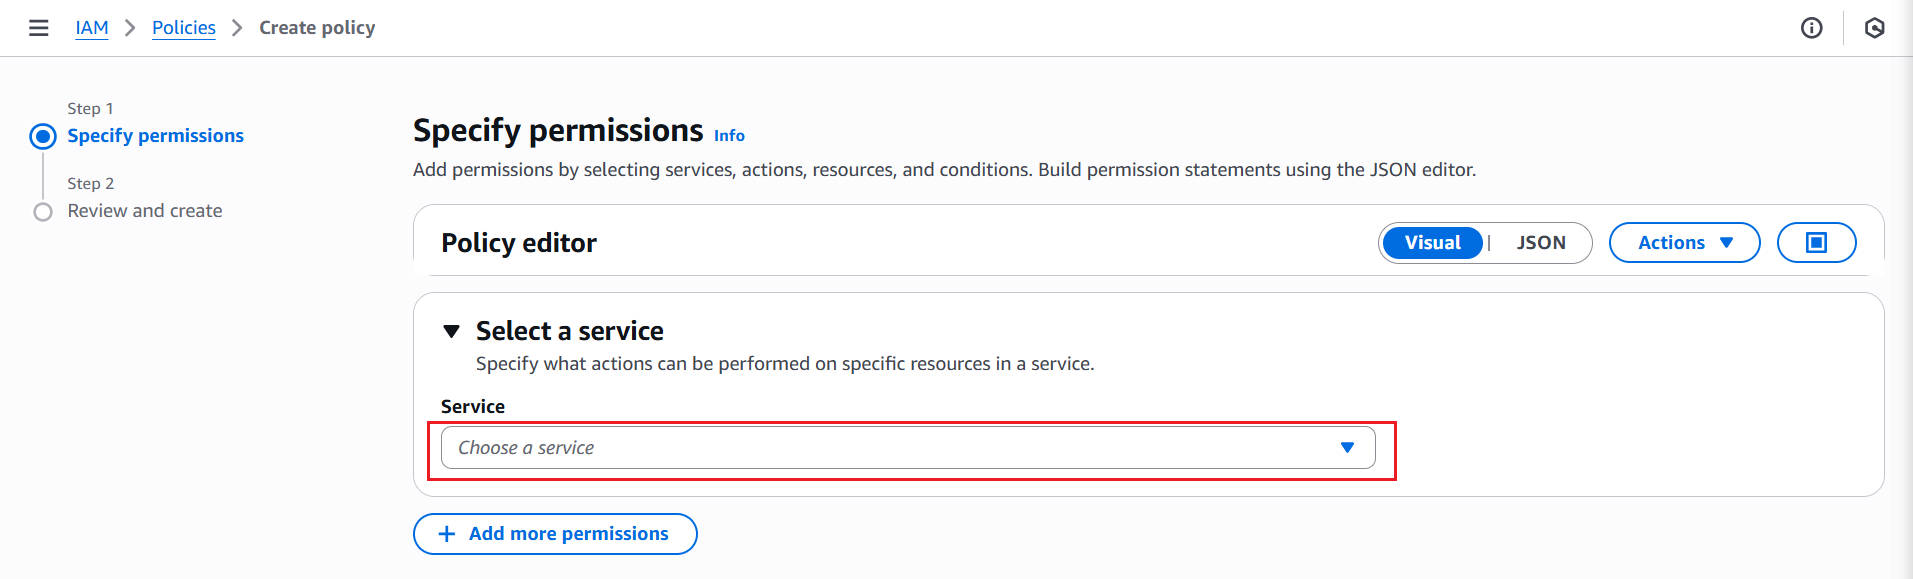 IAM > Policies > Create policy
Step 1
Specify permissions
Step 2
Review and create
Specify permissions Info
Add permissions by selecting services, actions, resources, and conditions. Build permission statements using the JSON editor.
Policy editor
Visual | JSON
Actions
Select a service
Specify what actions can be performed on specific resources in a service.
Service
Choose a service
+ Add more permissions